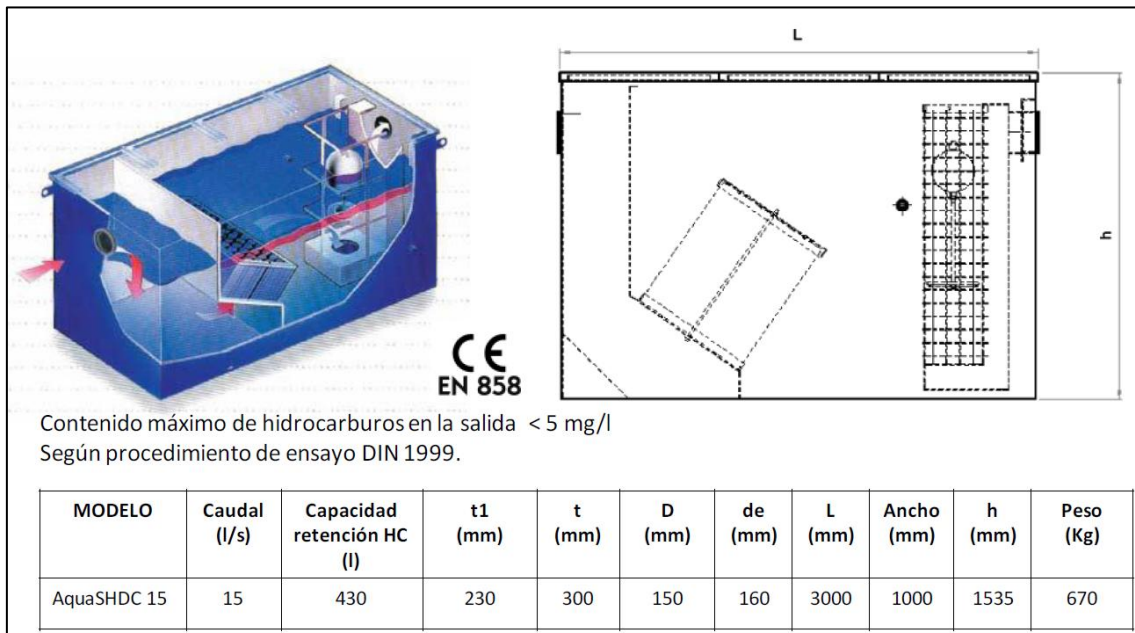 L
h
CE
EN 858
Contenido máximo de hidrocarburos en la salida < 5 mg/l
Según procedimiento de ensayo DIN 1999.
MODELO Caudal (l/s) Capacidad retención HC (l) t1 (mm) t (mm) D (mm) de (mm) L (mm) Ancho (mm) h (mm) Peso (Kg)
AquaSHDC 15 15 430 230 300 150 160 3000 1000 1535 670